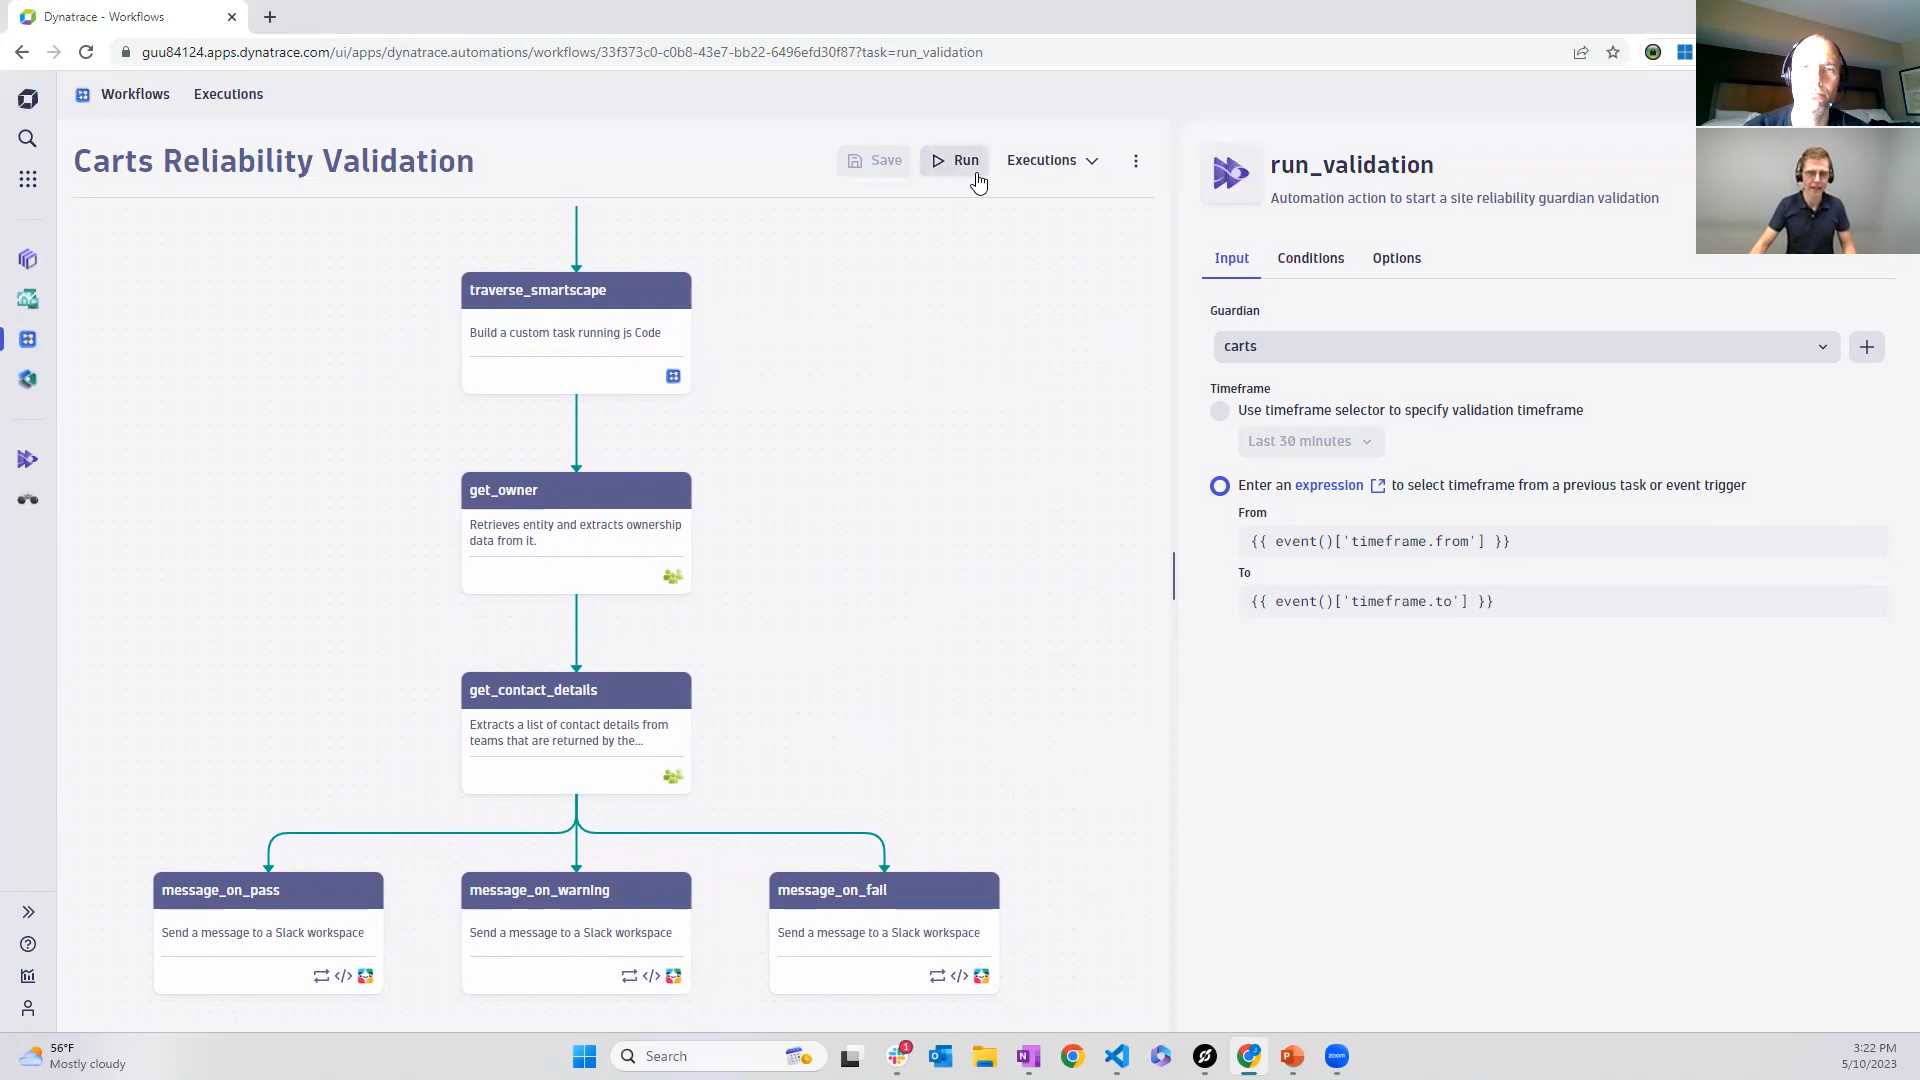 Dynatrace - Workflows
guu84124.apps.dynatrace.com/ui/apps/dynatrace.automations/workflows/33f373c0-c0b8-43e7-bb22-6496efd30f87?task=run_validation
Workflows
Executions
Carts Reliability Validation
Save
Run
Executions
traverse_smartscape
Build a custom task running js Code
get_owner
Retrieves entity and extracts ownership
data from it.
get_contact_details
Extracts a list of contact details from
teams that are returned by the...
message_on_pass
Send a message to a Slack workspace
message_on_warning
Send a message to a Slack workspace
message_on_fail
Send a message to a Slack workspace
run_validation
Automation action to start a site reliability guardian validation
Input
Conditions
Options
Guardian
carts
Timeframe
Use timeframe selector to specify validation timeframe
Last 30 minutes
Enter an expression to select timeframe from a previous task or event trigger
From
{{ event()['timeframe.from'] }}
To
{{ event()['timeframe.to'] }}
56°F
Mostly cloudy
Search
1
zoom
3:22 PM
5/10/2023